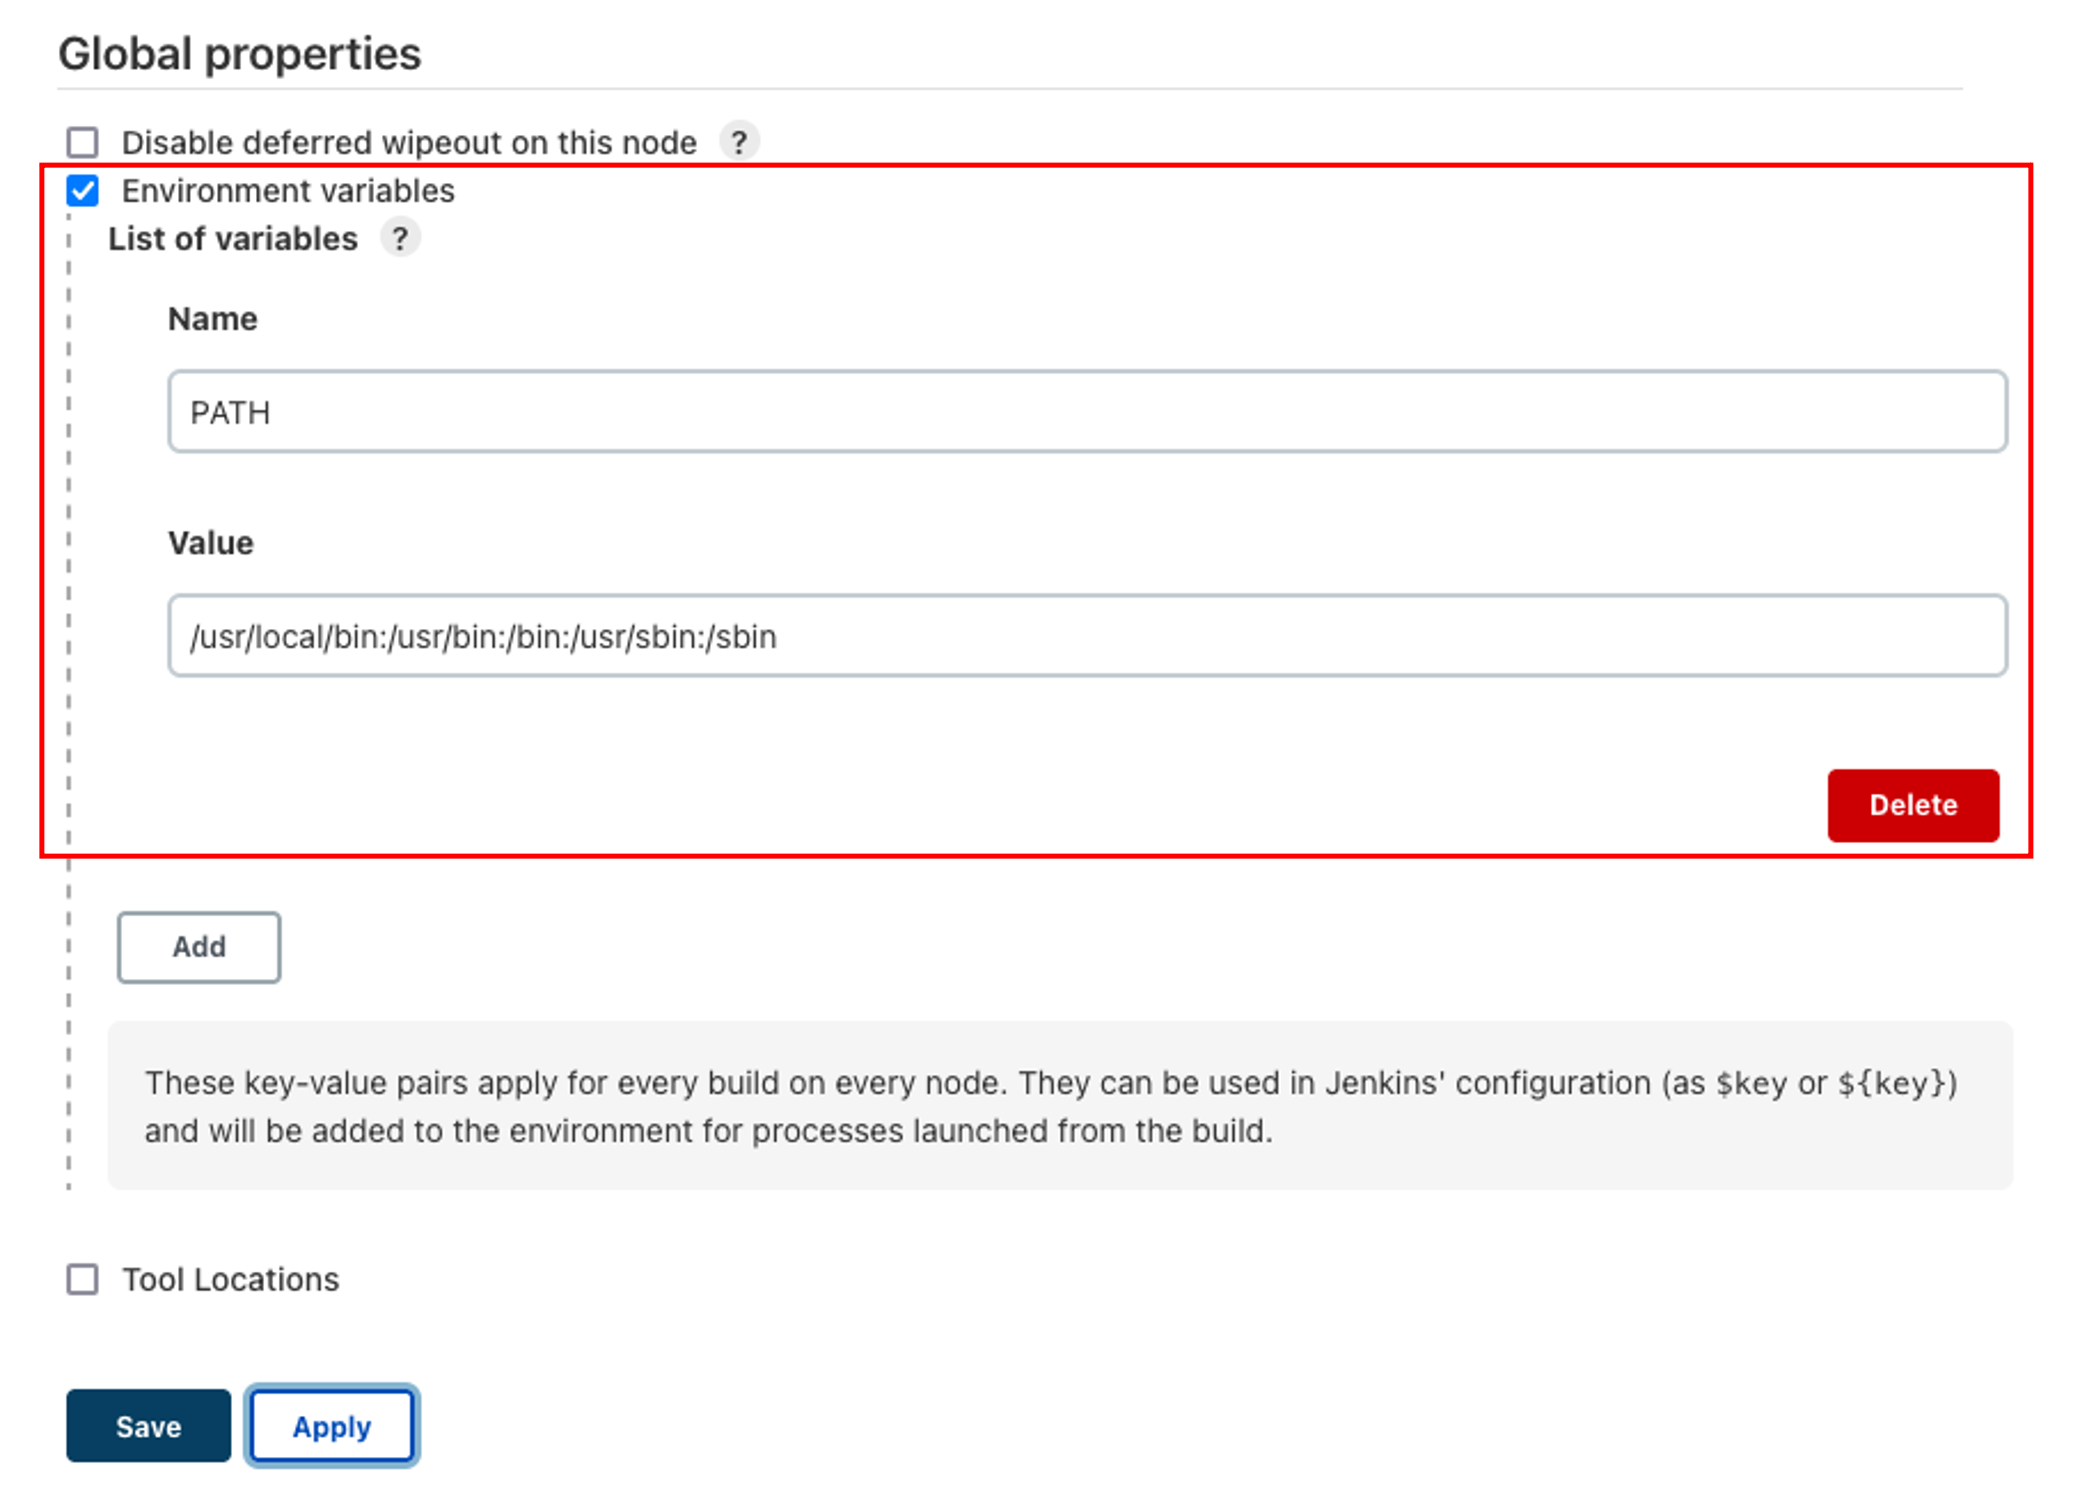 Global properties
Disable deferred wipeout on this node ?
Environment variables
List of variables ?
Name
PATH
Value
/usr/local/bin:/usr/bin:/bin:/usr/sbin:/sbin
Delete
Add
These key-value pairs apply for every build on every node. They can be used in Jenkins' configuration (as $key or ${key})
and will be added to the environment for processes launched from the build.
Tool Locations
Save
Apply